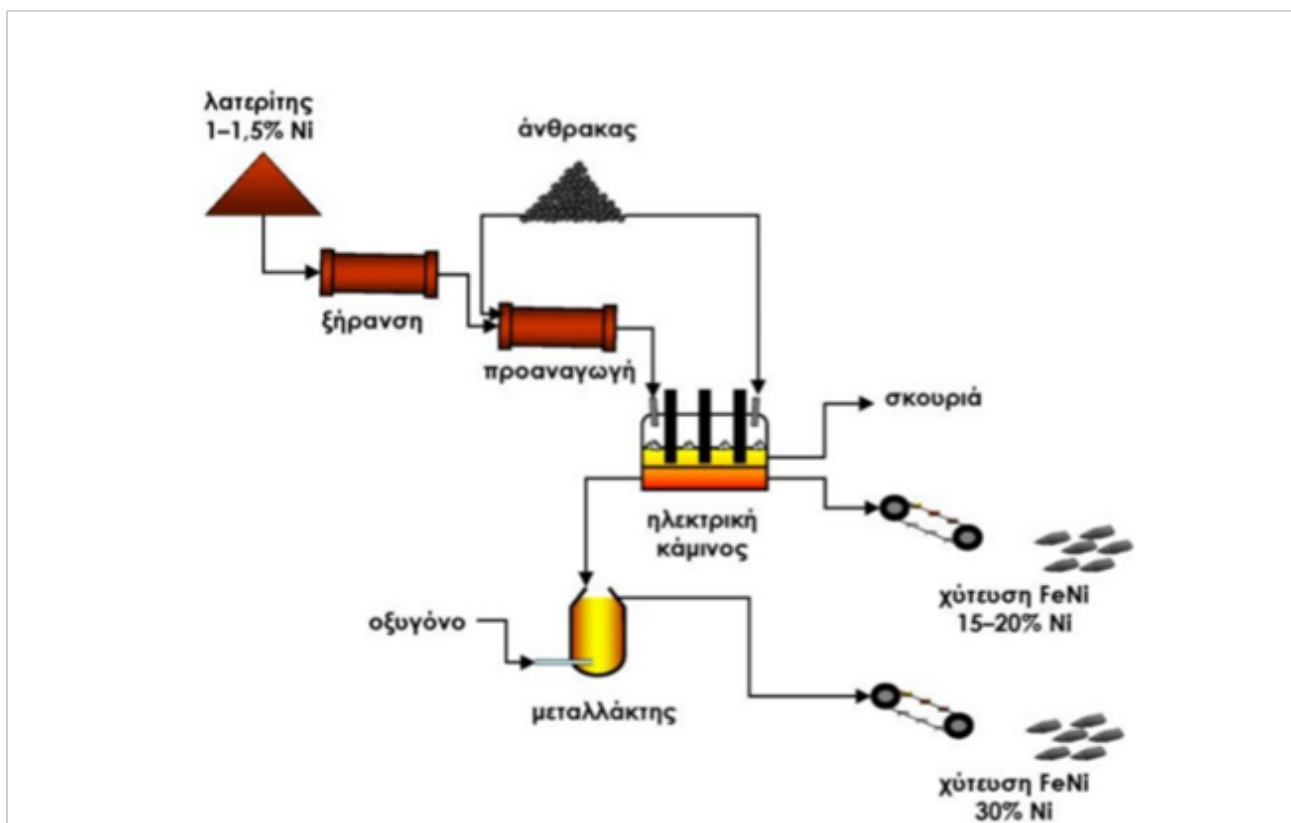 λατερίτης
1–1,5% Ni
άνθρακας
ξήρανση
προαναγωγή
σκουριά
ηλεκτρική
κάμινος
χύτευση FeNi
15–20% Ni
οξυγόνο
μεταλλάκτης
χύτευση FeNi
30% Ni